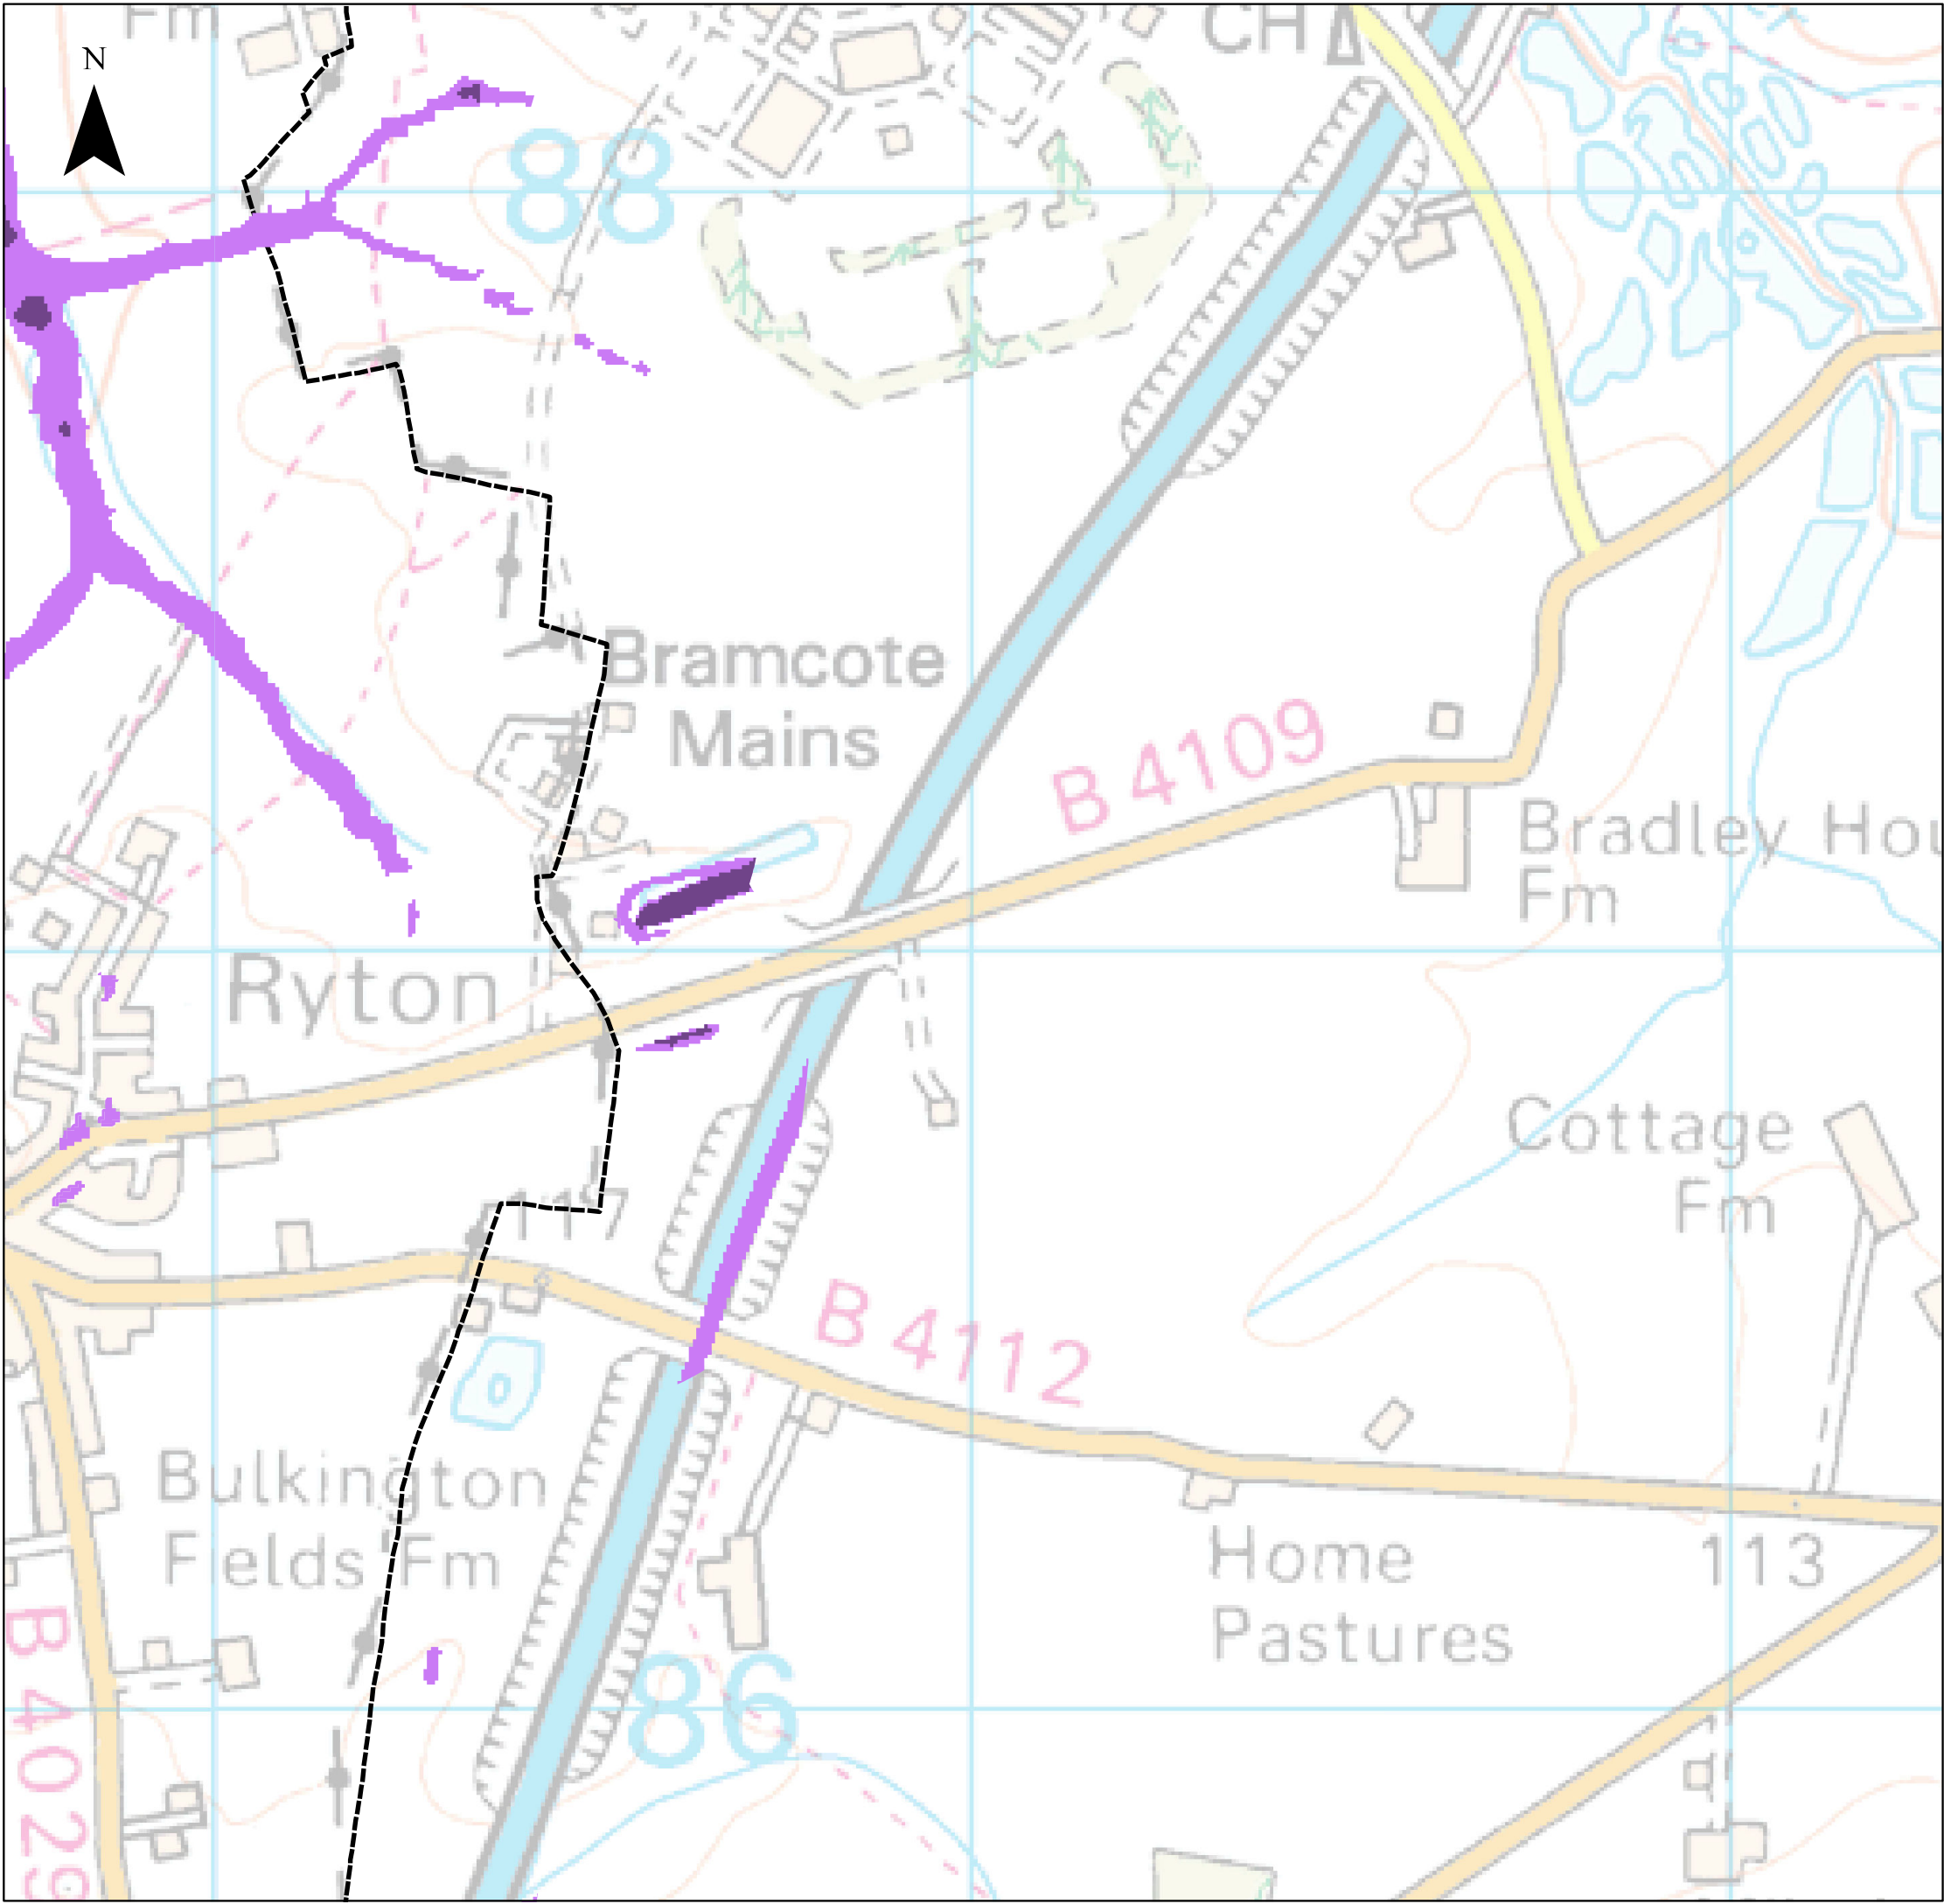 Fm
N
CH
88
Bramcote
Mains
B 4109
Bradley Hou
Fm
Ryton
Cottage
Fm
117
B 4112
Bulkington
Fields Fm
Home
Pastures
113
B 4029
86